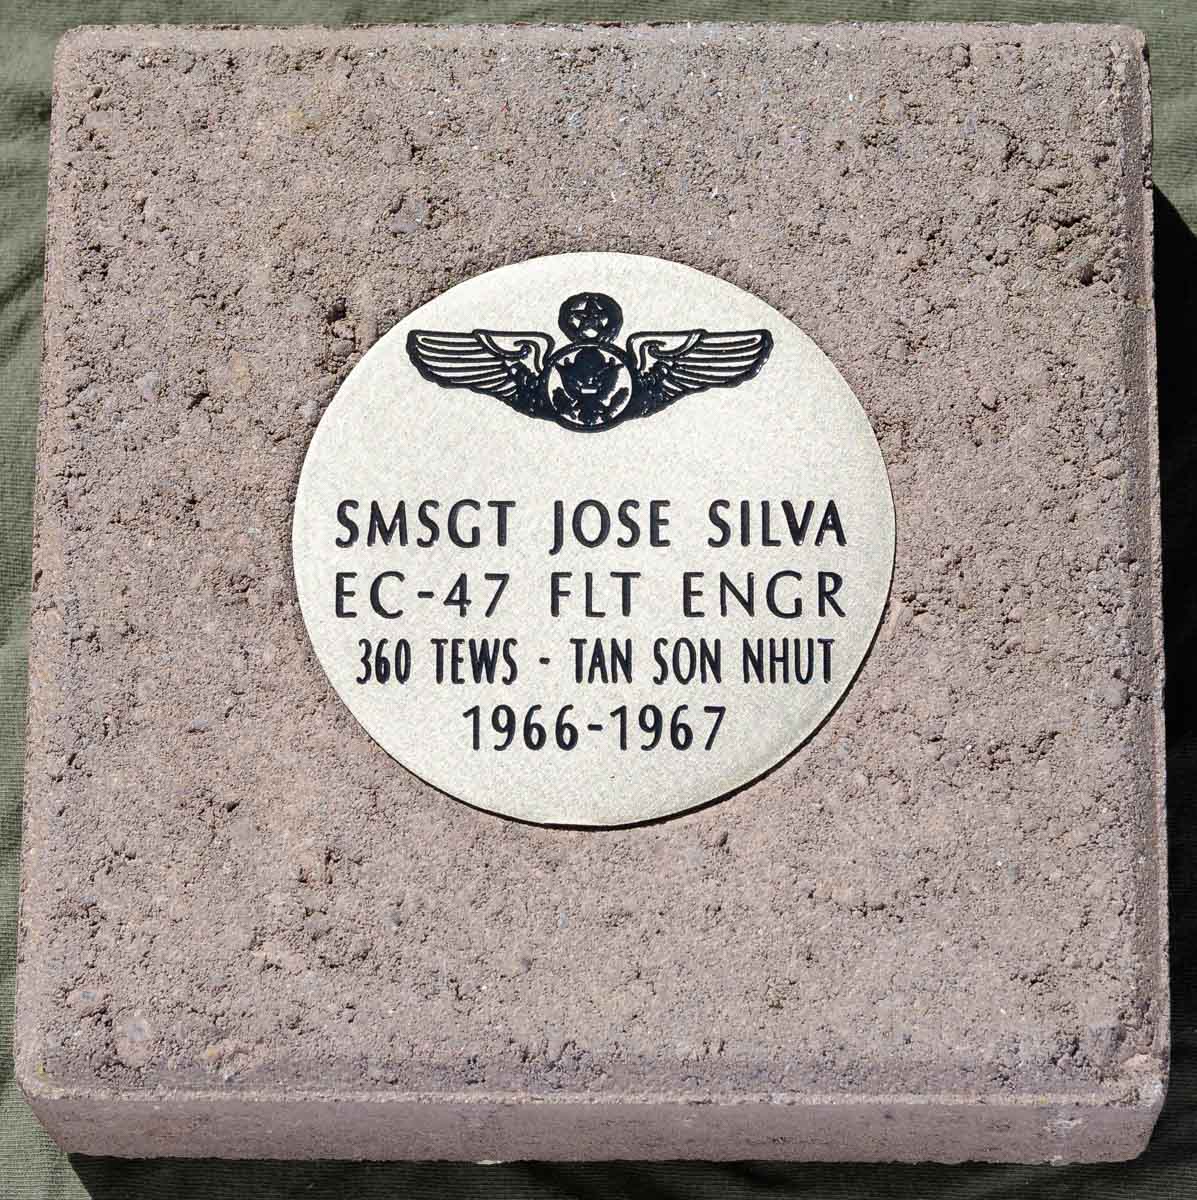 SMSGT JOSE SILVA
EC-47 FLT ENGR
360 TEWS - TAN SON NHUT
1966-1967